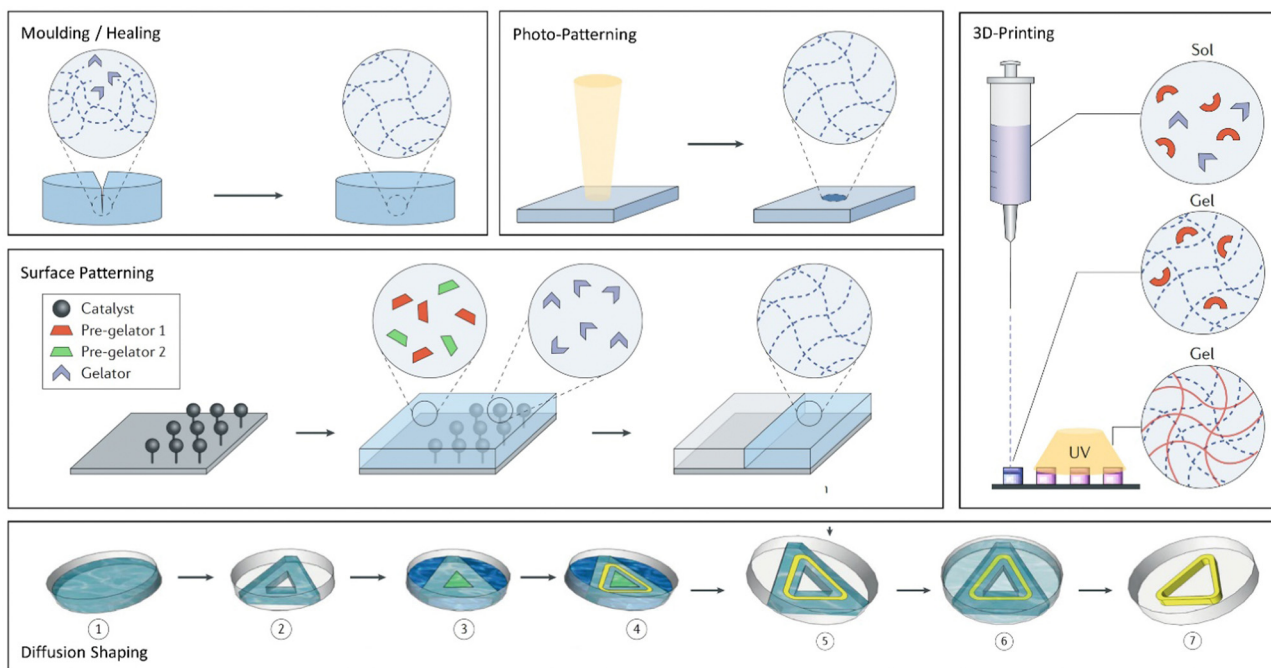 Moulding / Healing
Photo-Patterning
3D-Printing
Sol
Gel
Gel
UV
Surface Patterning
Catalyst
Pre-gelator 1
Pre-gelator 2
Gelator
1
2
3
4
5
6
7
Diffusion Shaping